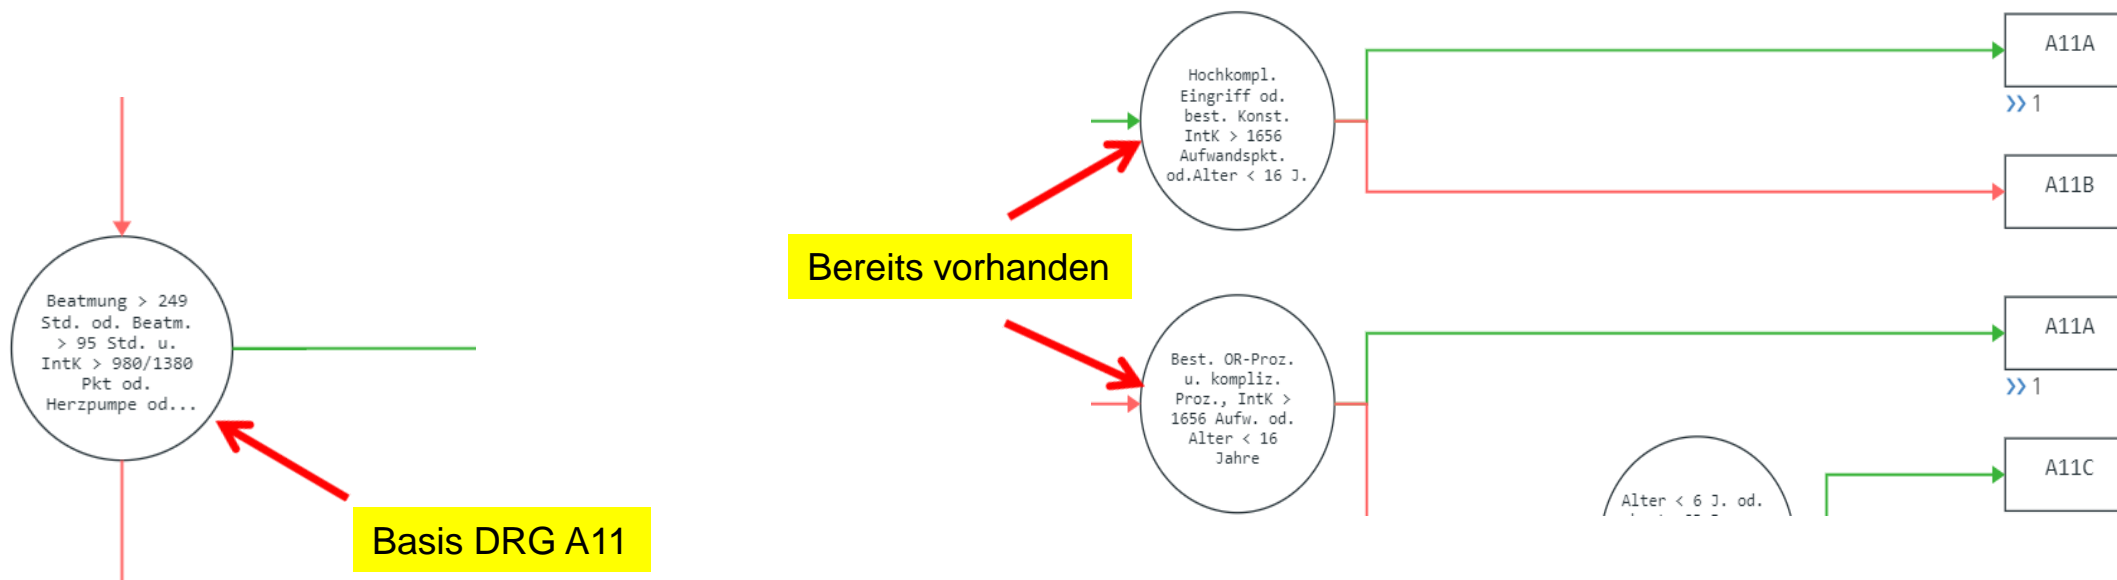 Beatmung > 249
Std. od. Beatm.
> 95 Std. u.
IntK > 980/1380
Pkt od.
Herzpumpe od...
Basis DRG A11
Bereits vorhanden
Hochkompl.
Eingriff od.
best. Konst.
IntK > 1656
Aufwandspkt.
od.Alter < 16 J.
A11A
1
A11B
Best. OR-Proz.
u. kompliz.
Proz., IntK >
1656 Aufw. od.
Alter < 16
Jahre
A11A
1
Alter < 6 J. od.
A11C